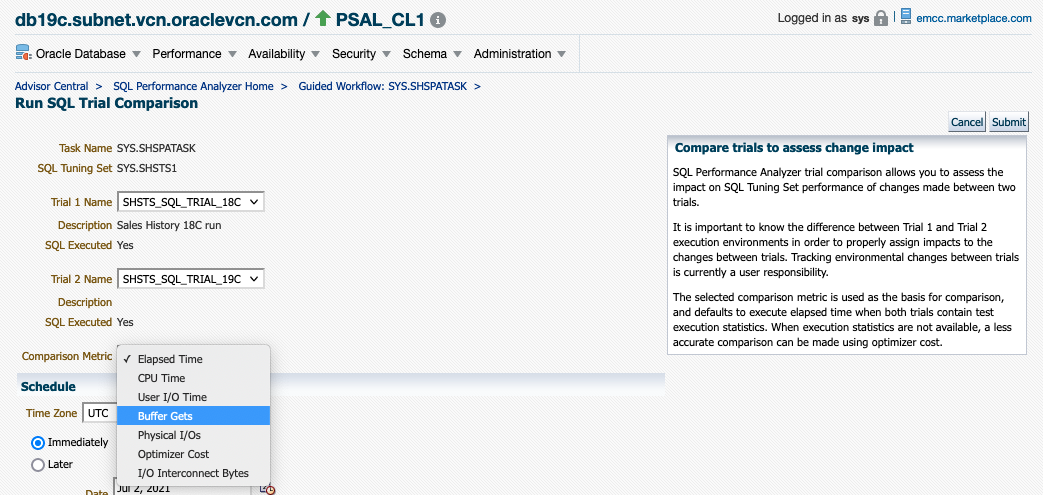 db19c.subnet.vcn.oraclevcn.com / PSAL_CL1
Logged in as sys | emcc.marketplace.com
Oracle Database Performance Availability Security Schema Administration
Advisor Central > SQL Performance Analyzer Home > Guided Workflow: SYS.SHSPATASK >
Run SQL Trial Comparison
Cancel Submit
Task Name SYS.SHSPATASK
SQL Tuning Set SYS.SHSTS1
Trial 1 Name SHSTS_SQL_TRIAL_18C
Description Sales History 18C run
SQL Executed Yes
Trial 2 Name SHSTS_SQL_TRIAL_19C
Description
SQL Executed Yes
Comparison Metric
✓ Elapsed Time
CPU Time
User I/O Time
Buffer Gets
Physical I/Os
Optimizer Cost
I/O Interconnect Bytes
Schedule
Time Zone UTC
Immediately
Later
Date Jul 2, 2021
Compare trials to assess change impact
SQL Performance Analyzer trial comparison allows you to assess the
impact on SQL Tuning Set performance of changes made between two
trials.
It is important to know the difference between Trial 1 and Trial 2
execution environments in order to properly assign impacts to the
changes between trials. Tracking environmental changes between trials
is currently a user responsibility.
The selected comparison metric is used as the basis for comparison,
and defaults to execute elapsed time when both trials contain test
execution statistics. When execution statistics are not available, a less
accurate comparison can be made using optimizer cost.